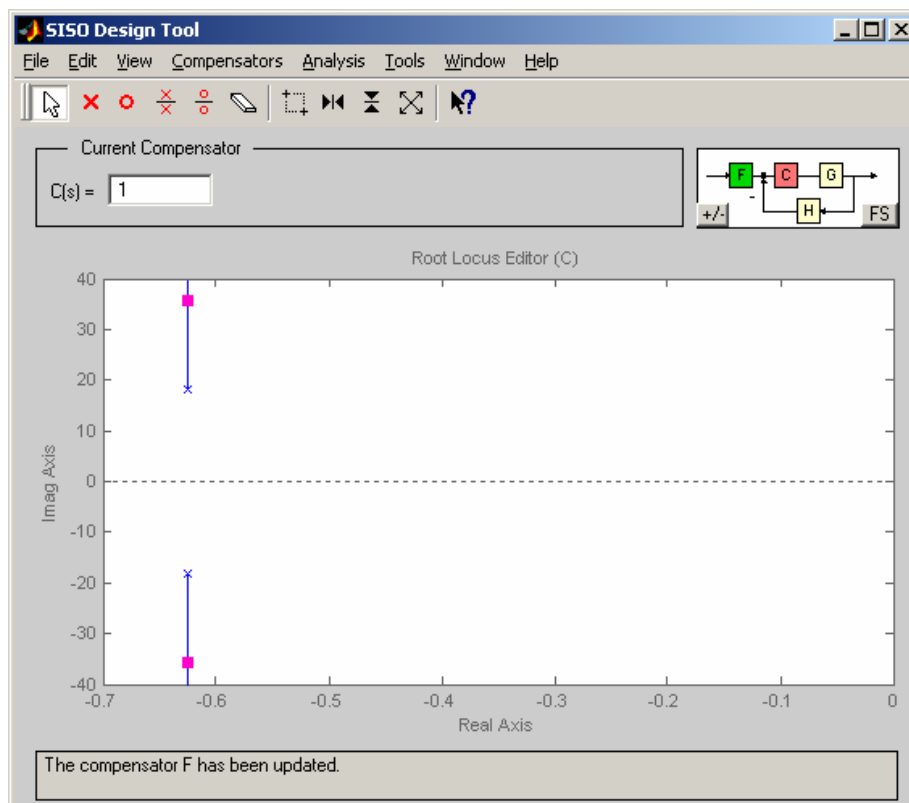 SISO Design Tool
File Edit View Compensators Analysis Tools Window Help
Current Compensator
C(s) = 1
F C G
H
+/- - FS
Root Locus Editor (C)
40
30
20
10
0
-10
-20
-30
-40
Imag Axis
-0.7 -0.6 -0.5 -0.4 -0.3 -0.2 -0.1 0
Real Axis
The compensator F has been updated.